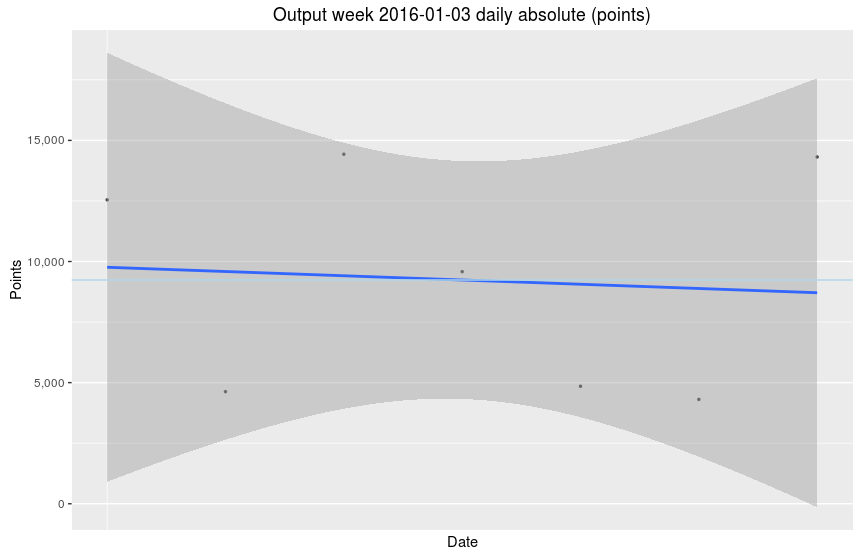 Output week 2016-01-03 daily absolute (points)
15,000
10,000
5,000
0
Points
Date